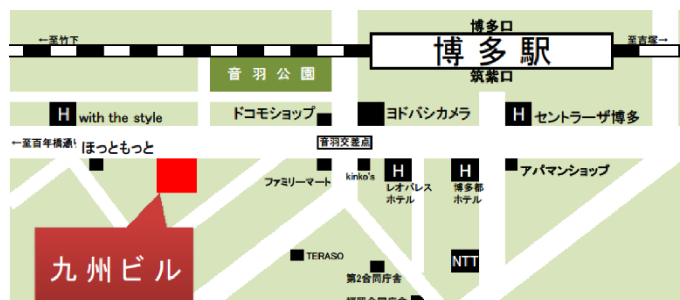 博多口
←至竹下
博多駅
至吉塚→
筑紫口
音羽公園
H with the style
ドコモショップ
ヨドバシカメラ
H セントラーザ博多
←至百年橋通り
ほっともっと
音羽交差点
ファミリーマート
kinko's
H
レオパレス
ホテル
H
博多都
ホテル
アパマンショップ
九州ビル
TERASO
NTT
第2合同庁舎